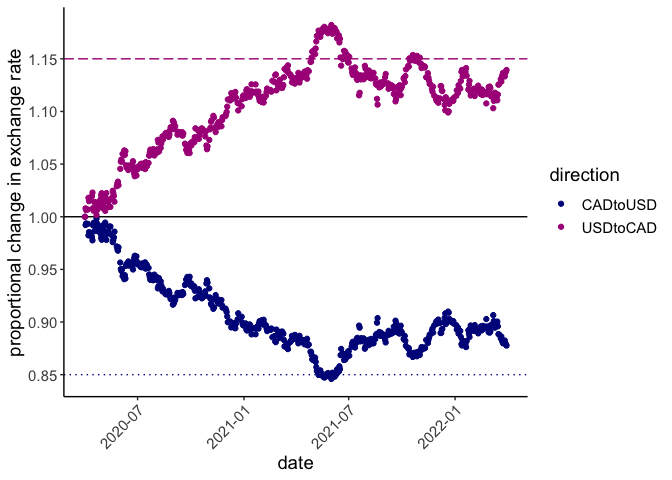 proportional change in exchange rate
1.15
1.10
1.05
1.00
0.95
0.90
0.85
2020-07
2021-01
2021-07
2022-01
date
direction
CADtoUSD
USDtoCAD